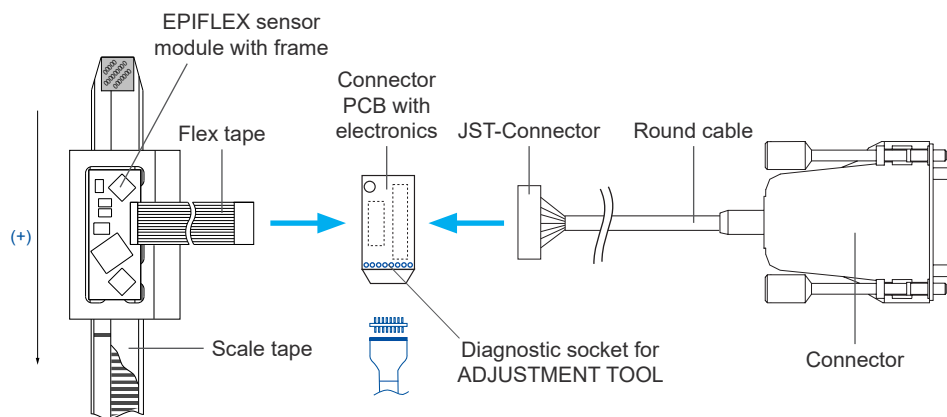 EPIFLEX sensor
module with frame
Connector
PCB with
electronics
Flex tape
JST-Connector
Round cable
(+)
Scale tape
Diagnostic socket for
ADJUSTMENT TOOL
Connector